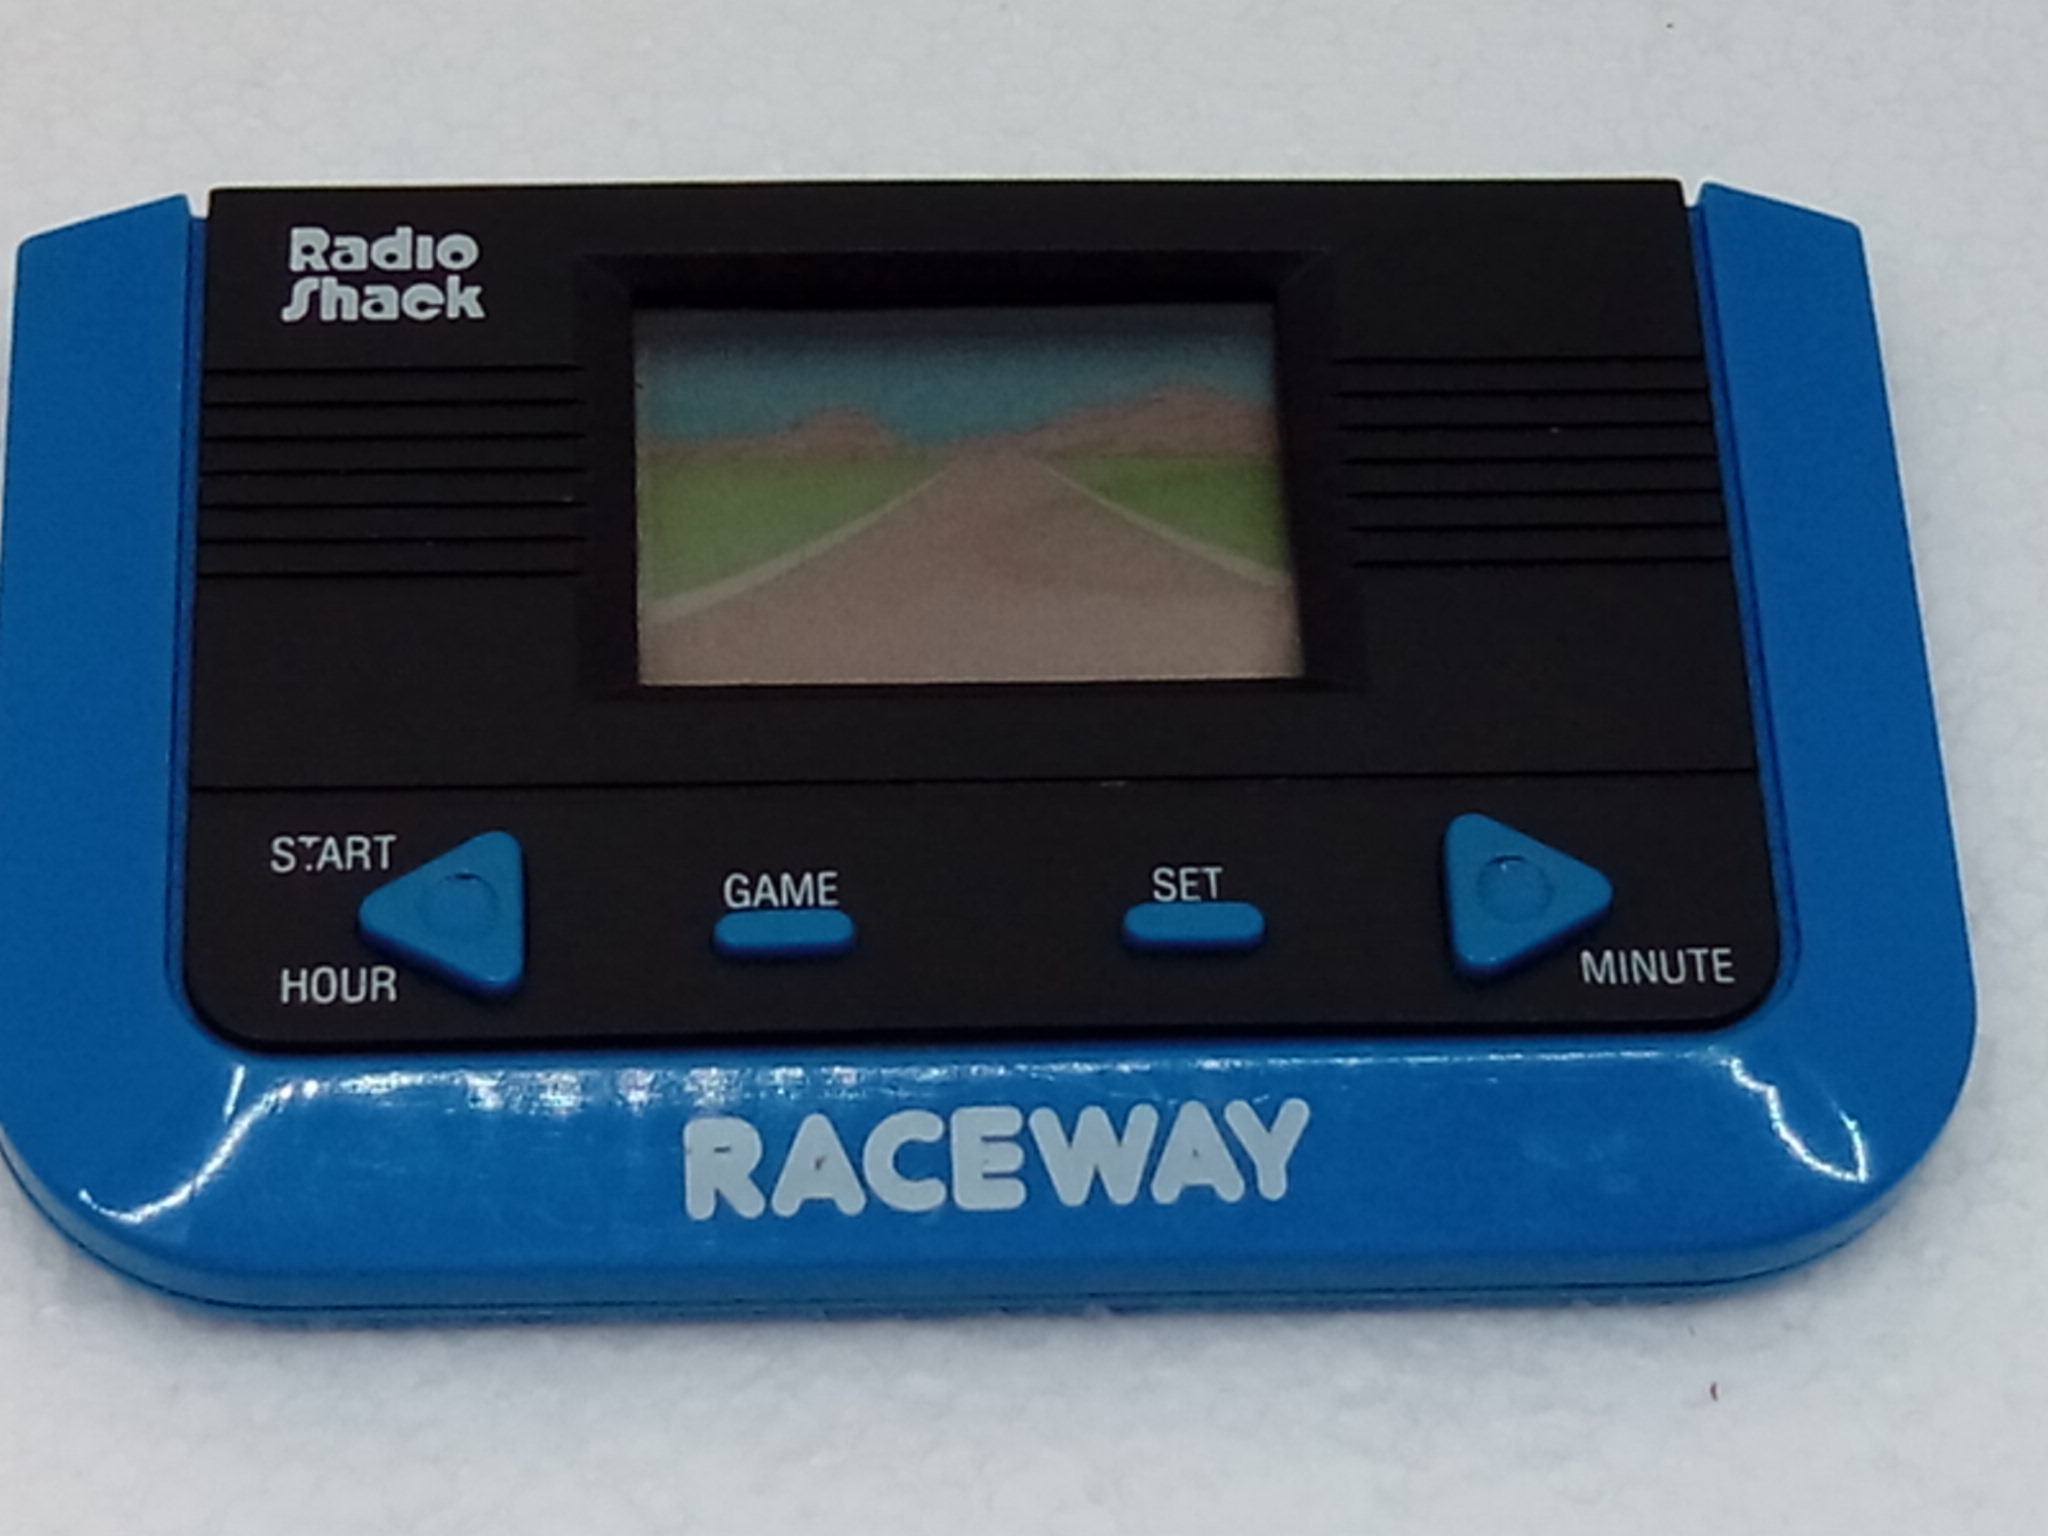 Radio
Shack
START
GAME
SET
HOUR
MINUTE
RACEWAY